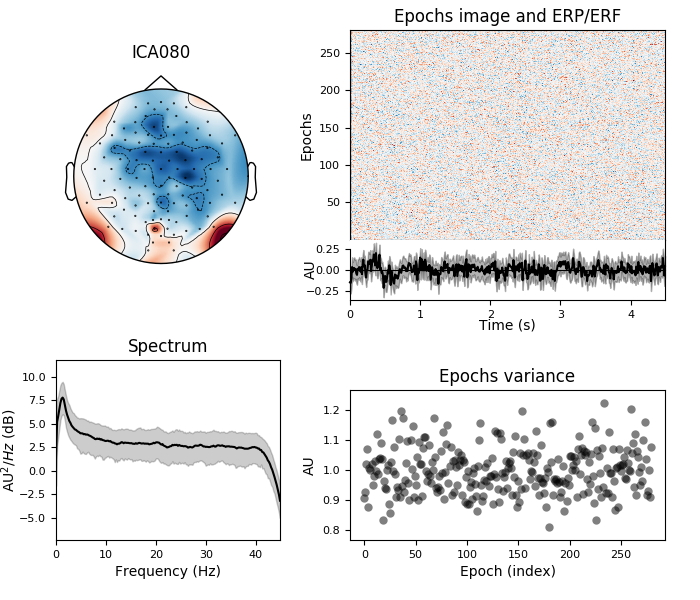 ICA080
Epochs image and ERP/ERF
Epochs
250
200
150
100
50
AU
0.25
0.00
−0.25
0 1 2 3 4
Time (s)
Spectrum
AU²/Hz (dB)
10.0
7.5
5.0
2.5
0.0
−2.5
−5.0
0 10 20 30 40
Frequency (Hz)
Epochs variance
AU
1.2
1.1
1.0
0.9
0.8
0 50 100 150 200 250
Epoch (index)